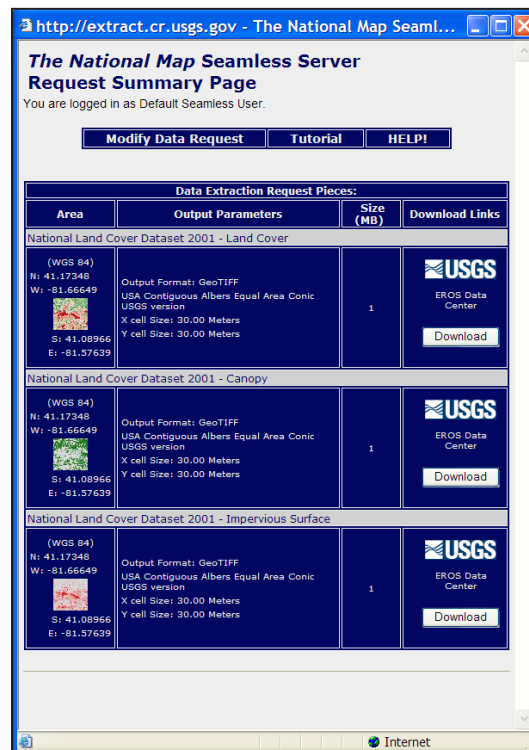 http://extract.cr.usgs.gov - The National Map Seaml...
The National Map Seamless Server
Request Summary Page
You are logged in as Default Seamless User.
Modify Data Request Tutorial HELP!
Data Extraction Request Pieces:
Area Output Parameters Size (MB) Download Links
National Land Cover Dataset 2001 - Land Cover
(WGS 84)
N: 41.17348
W: -81.66649
S: 41.08966
E: -81.57639
Output Format: GeoTIFF
USA Contiguous Albers Equal Area Conic
USGS version
X cell Size: 30.00 Meters
Y cell Size: 30.00 Meters
1
USGS
EROS Data
Center
Download
National Land Cover Dataset 2001 - Canopy
(WGS 84)
N: 41.17348
W: -81.66649
S: 41.08966
E: -81.57639
Output Format: GeoTIFF
USA Contiguous Albers Equal Area Conic
USGS version
X cell Size: 30.00 Meters
Y cell Size: 30.00 Meters
1
USGS
EROS Data
Center
Download
National Land Cover Dataset 2001 - Impervious Surface
(WGS 84)
N: 41.17348
W: -81.66649
S: 41.08966
E: -81.57639
Output Format: GeoTIFF
USA Contiguous Albers Equal Area Conic
USGS version
X cell Size: 30.00 Meters
Y cell Size: 30.00 Meters
1
USGS
EROS Data
Center
Download
Internet